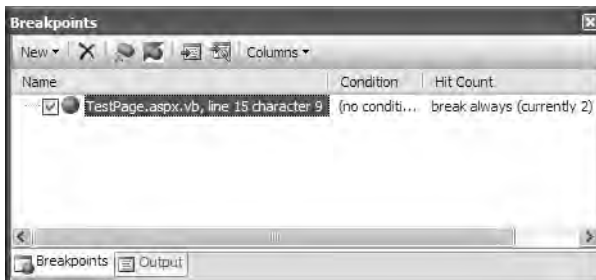 Breakpoints
New Columns
Name Condition Hit Count
TestPage.aspx.vb, line 15 character 9 (no conditi... break always (currently 2)
Breakpoints Output